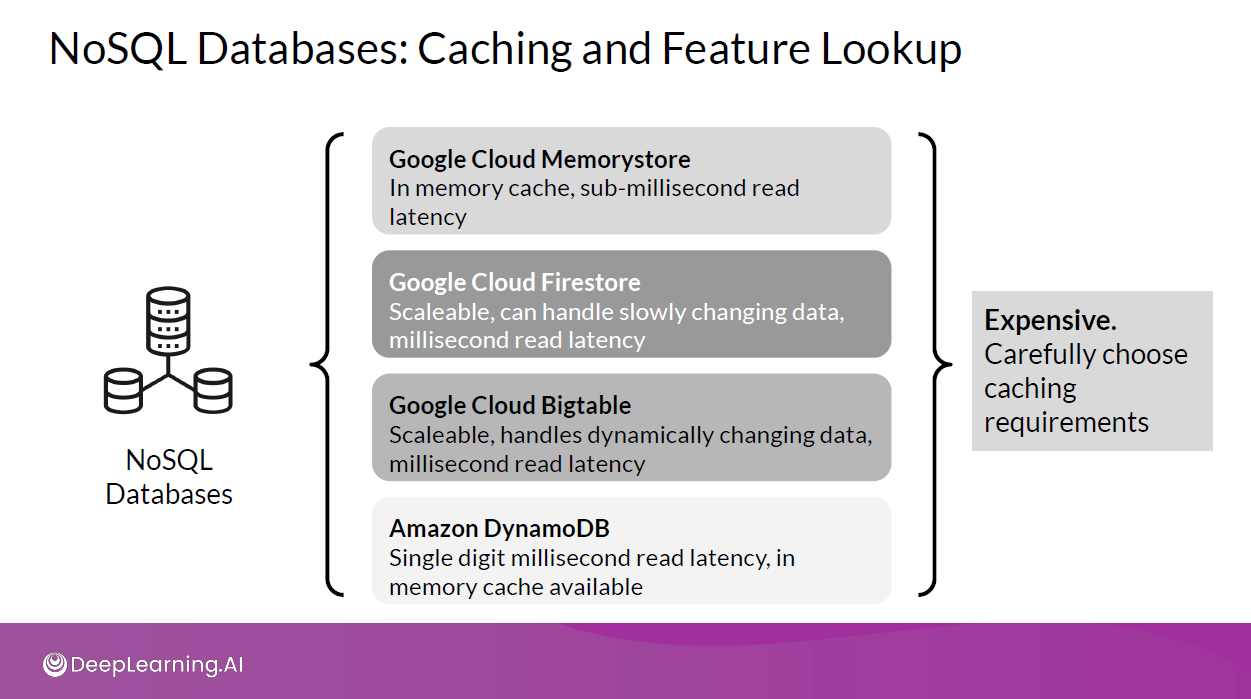 NoSQL Databases: Caching and Feature Lookup
Google Cloud Memorystore
In memory cache, sub-millisecond read
latency
Google Cloud Firestore
Scaleable, can handle slowly changing data,
millisecond read latency
Google Cloud Bigtable
Scaleable, handles dynamically changing data,
millisecond read latency
Amazon DynamoDB
Single digit millisecond read latency, in
memory cache available
NoSQL
Databases
Expensive.
Carefully choose
caching
requirements
DeepLearning.AI